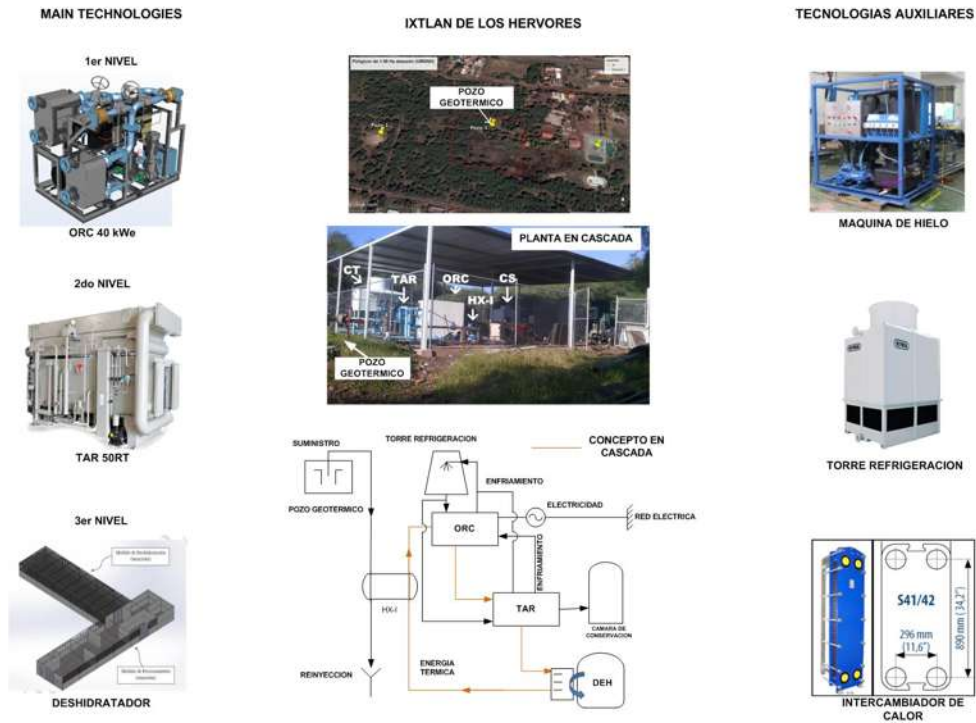 MAIN TECHNOLOGIES
1er NIVEL
ORC 40 kWe
2do NIVEL
TAR 50RT
3er NIVEL
DESHIDRATADOR
IXTLAN DE LOS HERVORES
POZO
GEOTERMICO
PLANTA EN CASCADA
CT
TAR
ORC
HX-I
CS
POZO
GEOTERMICO
SUMINISTRO
POZO GEOTÉRMICO
TORRE REFRIGERACION
CONCEPTO EN
CASCADA
ENFRIAMIENTO
ELECTRICIDAD
ORC
RED ELECTRICA
ENFRIAMIENTO
HX-I
TAR
CAMARA DE
CONSERVACION
ENERGIA
TERMICA
REINYECCION
DEH
TECNOLOGIAS AUXILIARES
MAQUINA DE HIELO
TORRE REFRIGERACION
S41/42
296 mm
(11,6")
890 mm (34,2")
INTERCAMBIADOR DE
CALOR